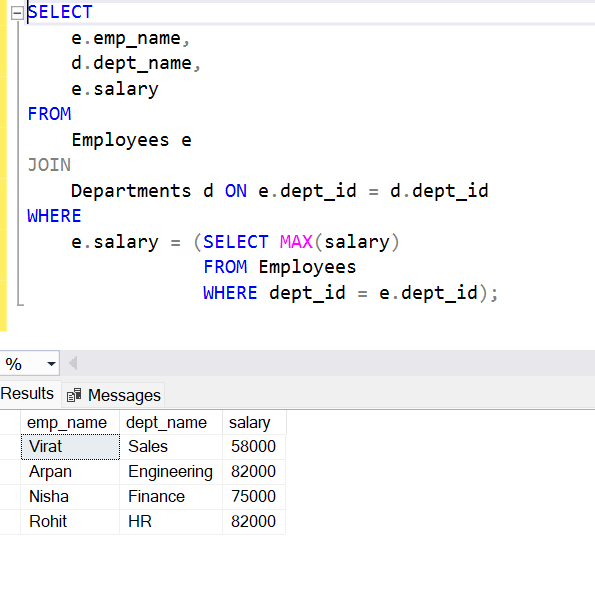 SELECT
e.emp_name,
d.dept_name,
e.salary
FROM
Employees e
JOIN
Departments d ON e.dept_id = d.dept_id
WHERE
e.salary = (SELECT MAX(salary)
FROM Employees
WHERE dept_id = e.dept_id);
%
Results Messages
emp_name dept_name salary
Virat Sales 58000
Arpan Engineering 82000
Nisha Finance 75000
Rohit HR 82000